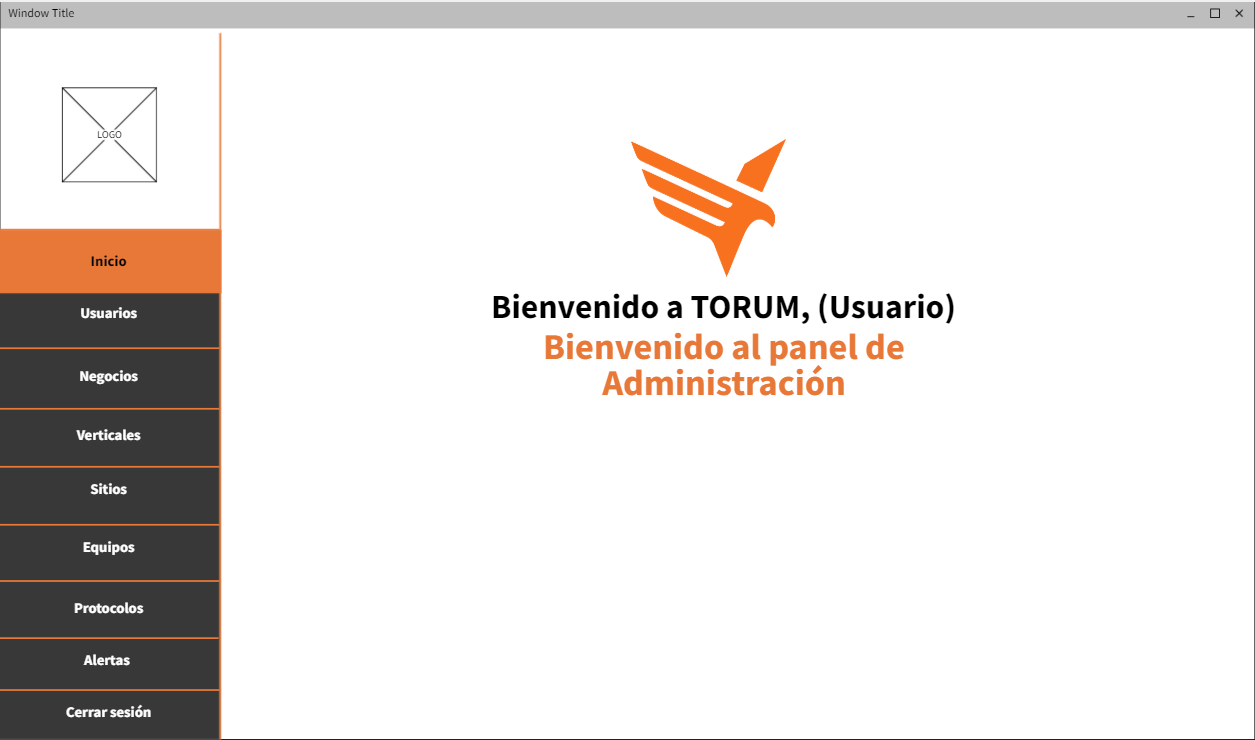 Window Title
LOGO
Inicio
Usuarios
Negocios
Verticales
Sitios
Equipos
Protocolos
Alertas
Cerrar sesión
Bienvenido a TORUM, (Usuario)
Bienvenido al panel de
Administración